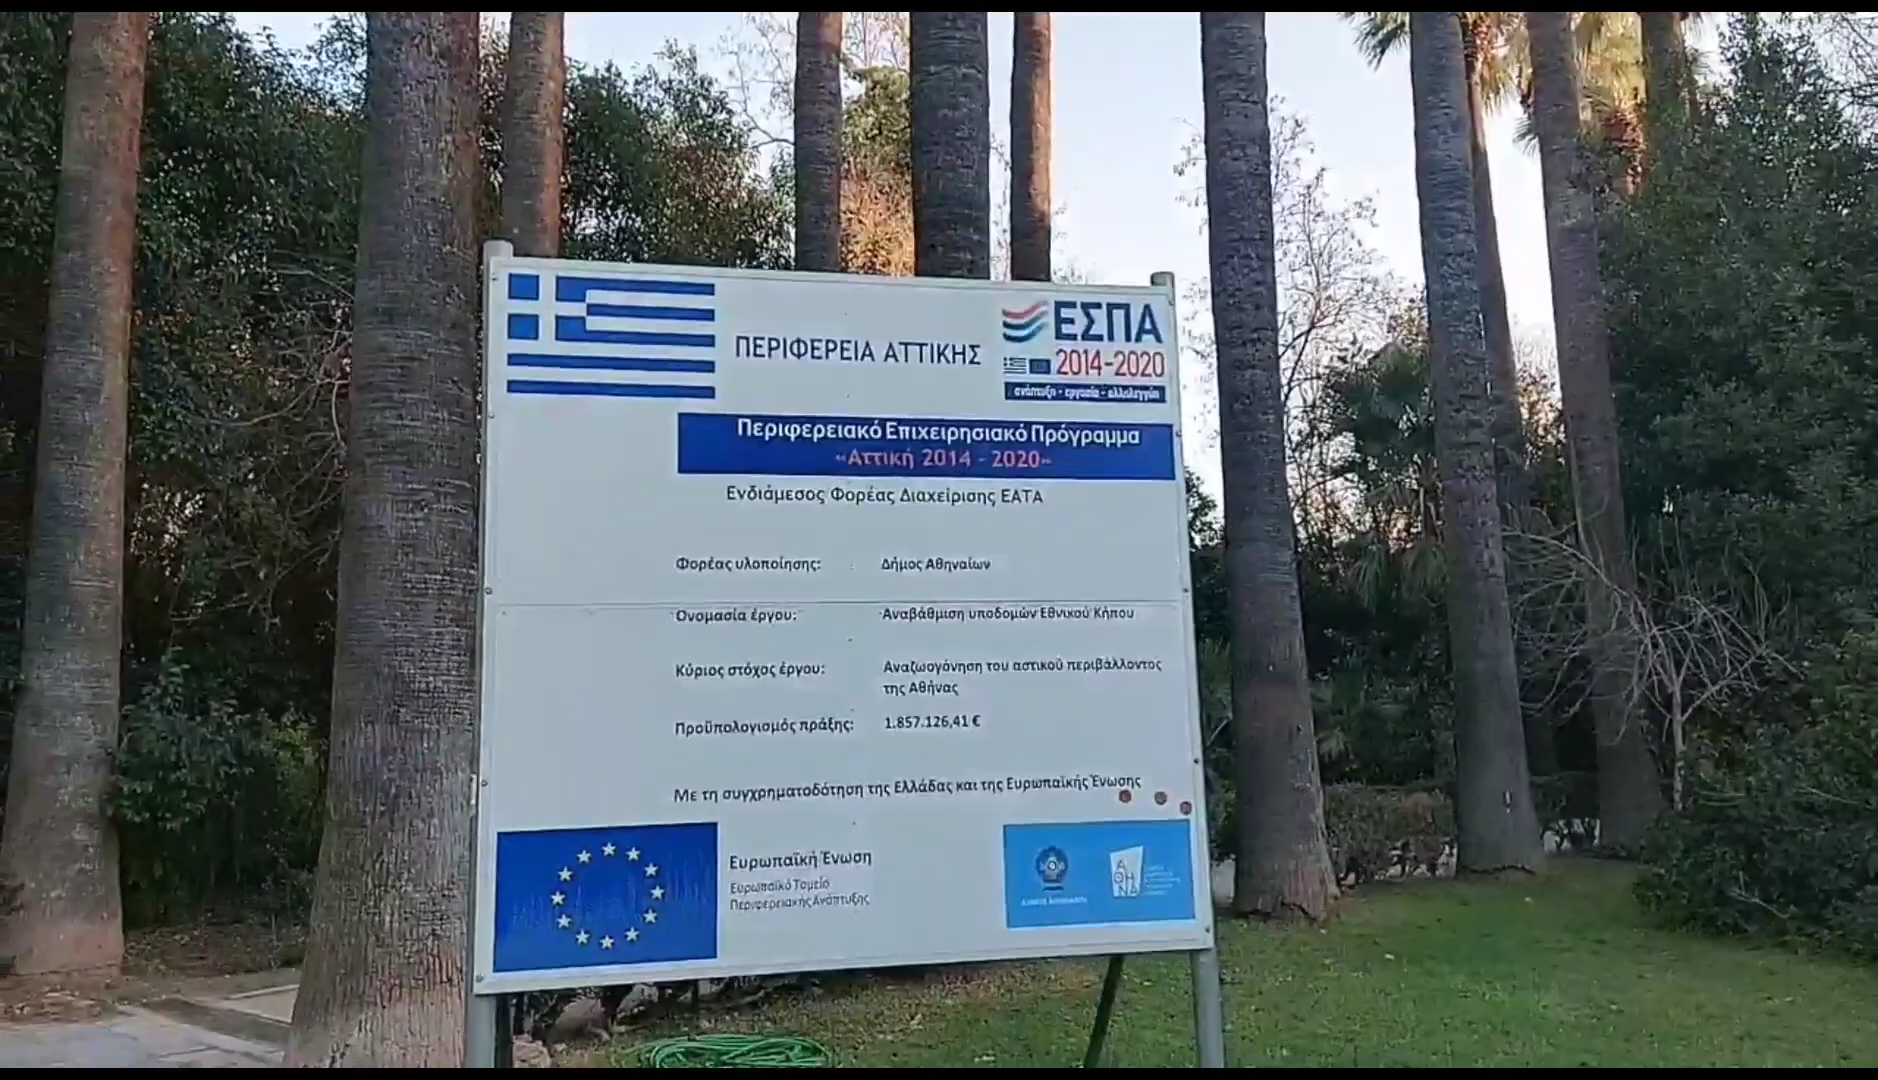 ΠΕΡΙΦΕΡΕΙΑ ΑΤΤΙΚΗΣ
ΕΣΠΑ
2014-2020
ανάπτυξη - εργασία - αλληλεγγύη
Περιφερειακό Επιχειρησιακό Πρόγραμμα
«Αττική 2014 - 2020»
Ενδιάμεσος Φορέας Διαχείρισης ΕΑΤΑ
Φορέας υλοποίησης: Δήμος Αθηναίων
Ονομασία έργου: Αναβάθμιση υποδομών Εθνικού Κήπου
Κύριος στόχος έργου: Αναζωογόνηση του αστικού περιβάλλοντος
της Αθήνας
Προϋπολογισμός πράξης: 1.857.126,41 €
Με τη συγχρηματοδότηση της Ελλάδας και της Ευρωπαϊκής Ένωσης
Ευρωπαϊκή Ένωση
Ευρωπαϊκό Ταμείο
Περιφερειακής Ανάπτυξης
ΔΗΜΟΣ ΑΘΗΝΑΙΩΝ
ΑΘΗΝΑ